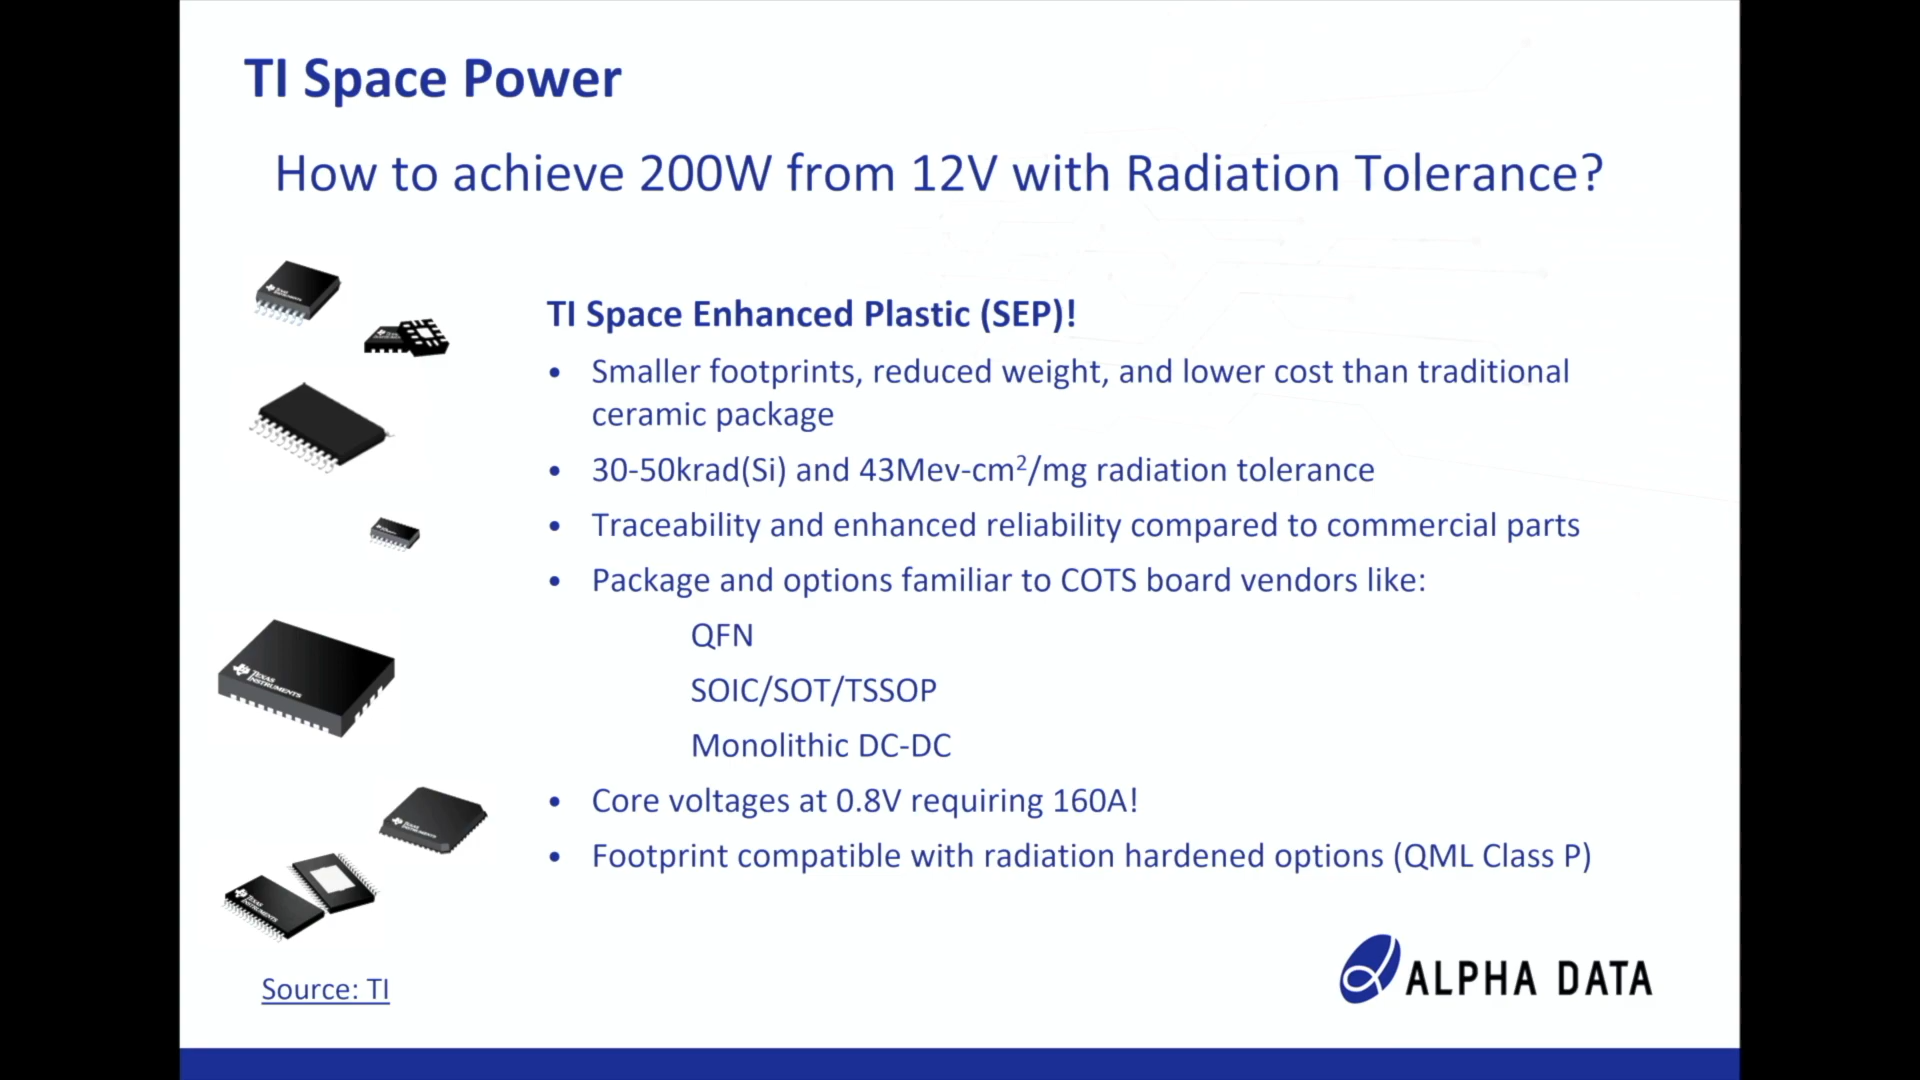 TI Space Power
How to achieve 200W from 12V with Radiation Tolerance?
TI Space Enhanced Plastic (SEP)!
• Smaller footprints, reduced weight, and lower cost than traditional
ceramic package
• 30-50krad(Si) and 43Mev-cm²/mg radiation tolerance
• Traceability and enhanced reliability compared to commercial parts
• Package and options familiar to COTS board vendors like:
QFN
SOIC/SOT/TSSOP
Monolithic DC-DC
• Core voltages at 0.8V requiring 160A!
• Footprint compatible with radiation hardened options (QML Class P)
TEXAS
INSTRUMENTS
Source: TI
ALPHA DATA